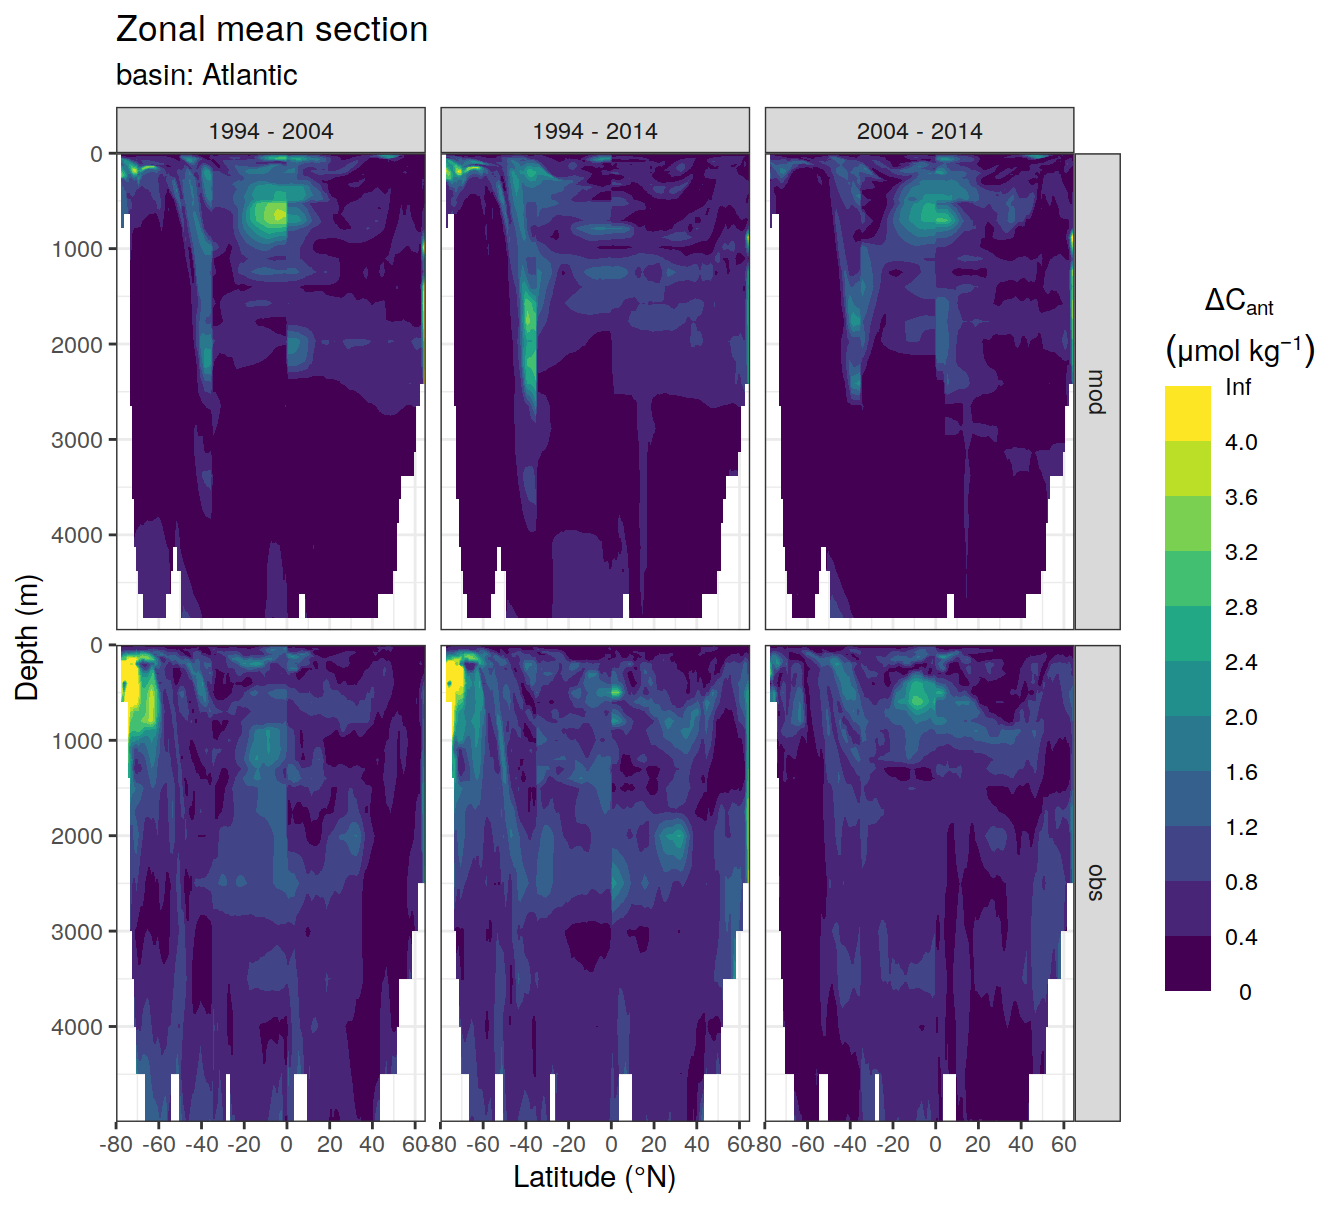 Zonal mean section
basin: Atlantic
1994 - 2004
1994 - 2014
2004 - 2014
0
1000
2000
3000
4000
mod
0
1000
2000
3000
4000
obs
Depth (m)
-80 -60 -40 -20 0 20 40 60
-80 -60 -40 -20 0 20 40 60
-80 -60 -40 -20 0 20 40 60
Latitude (°N)
ΔCant
(μmol kg⁻¹)
Inf
4.0
3.6
3.2
2.8
2.4
2.0
1.6
1.2
0.8
0.4
0